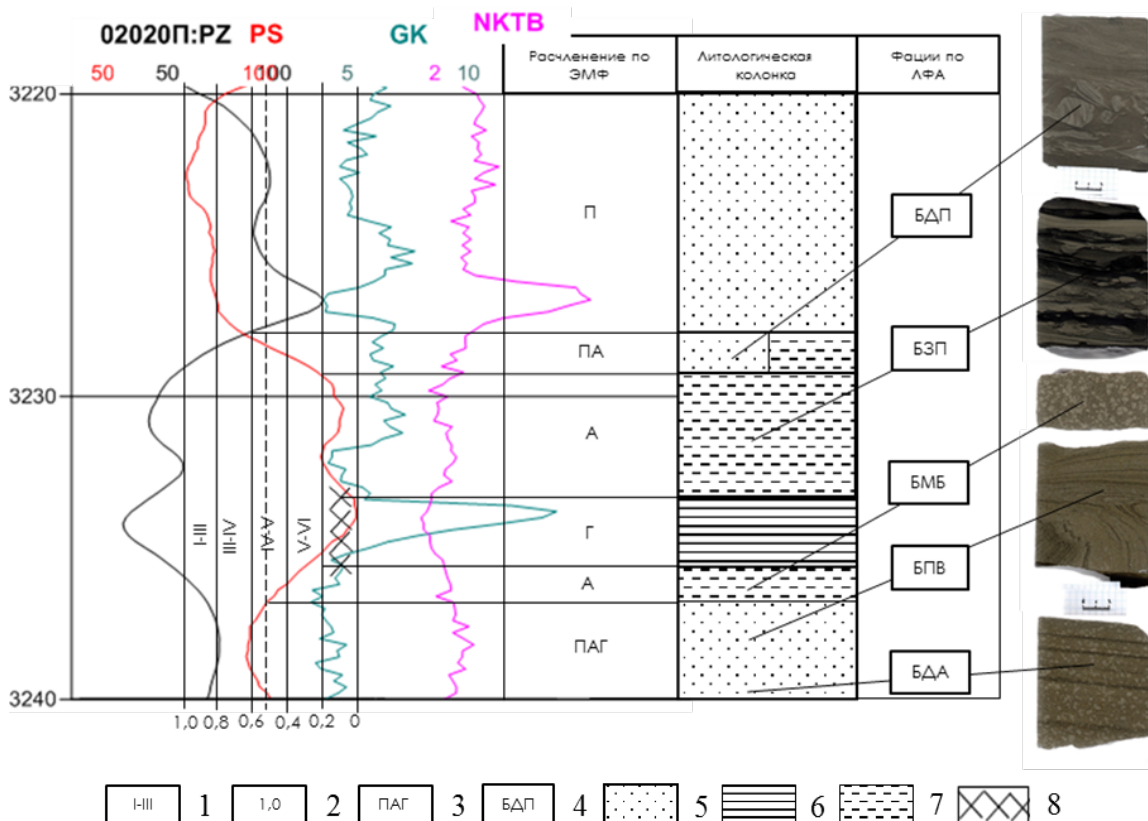 02020П:PZ PS GK NKTB
50 50 100 100 5 2 10
Расчленение по ЭМФ
Литологическая колонка
Фации по ЛФА
3220
3230
3240
П
ПА
А
Г
А
ПАГ
I-III
III-IV
V-VI
БДП
БЗП
БМБ
БПВ
БДА
1,0 0,8 0,6 0,4 0,2 0
I-III 1 1,0 2 ПАГ 3 БДП 4 5 6 7 8